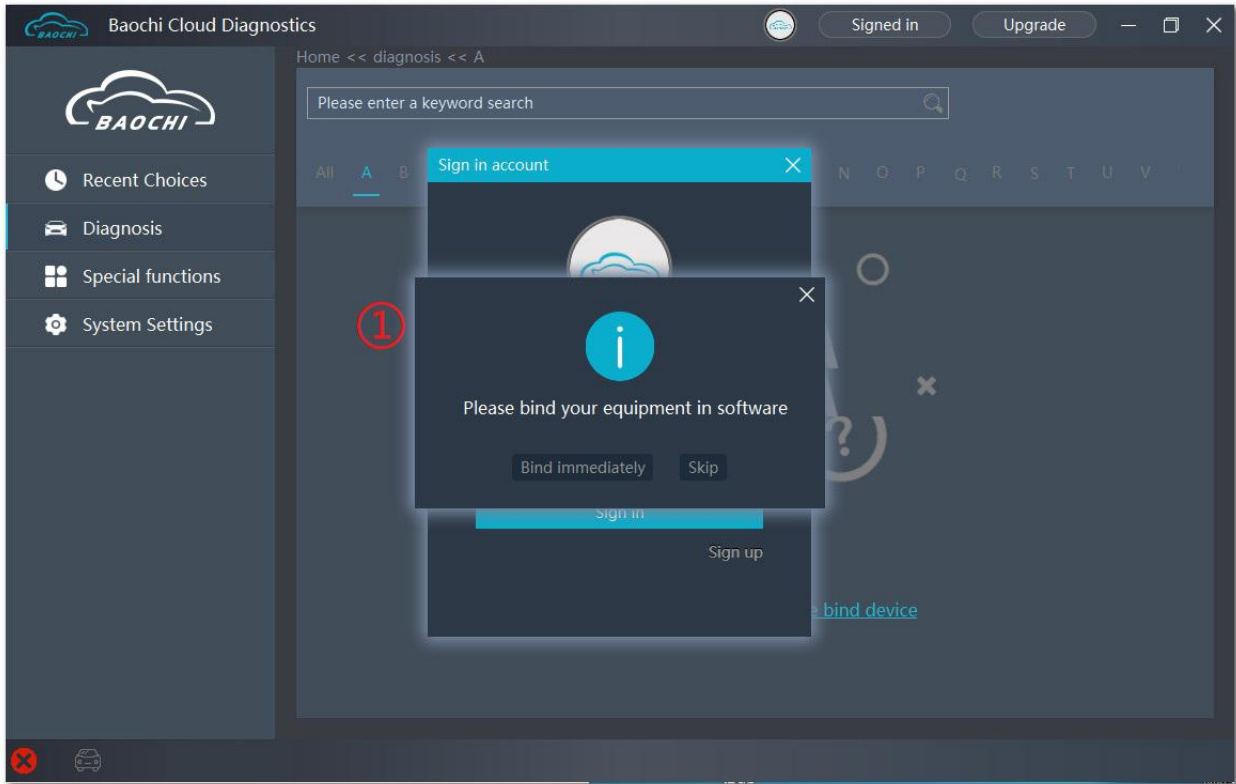 BAOCHI Baochi Cloud Diagnostics Signed in Upgrade
Home << diagnosis << A
BAOCHI
Please enter a keyword search
Recent Choices
Diagnosis
Special functions
System Settings
All A B N O P Q R S T U V
Sign in account
①
i
Please bind your equipment in software
Bind immediately Skip
?
Sign in
Sign up
bind device